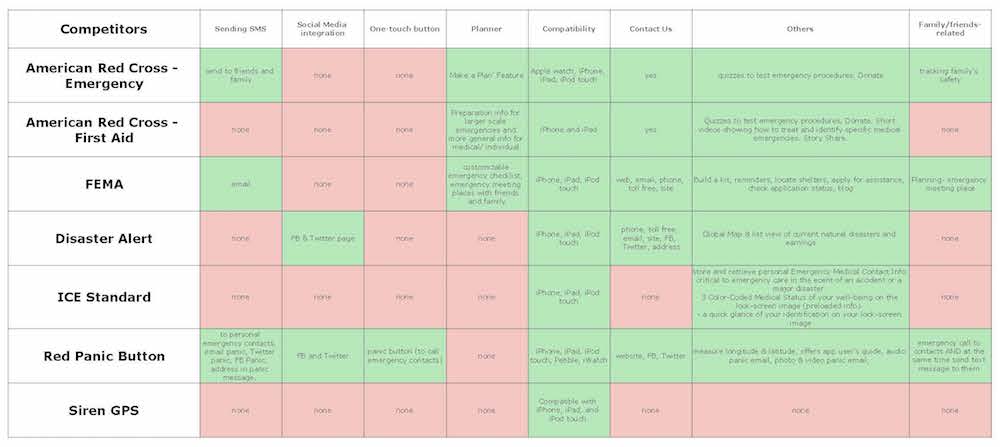 Competitors
Sending SMS
Social Media
integration
One-touch button
Planner
Compatibility
Contact Us
Others
Family/friends-
related
American Red Cross -
Emergency
send to friends and
family
none
none
Make a Plan' Feature
Apple watch, iPhone,
iPad, iPod touch
yes
quizzes to test emergency procedures, Donate
tracking family's
safety
American Red Cross -
First Aid
none
none
none
Preparation info for
larger scale
emergencies and
more general info for
medical/ individual
iPhone and iPad
yes
Quizzes to test emergency procedures, Donate, Short
videos showing how to treat and identify specific medical
emergencies. Story Share.
none
FEMA
email
none
none
customizable
emergency checklist,
emergency meeting
places with friends
and family.
iPhone, iPad, iPod
touch
web, email, phone,
toll free, site
Build a kit, reminders, locate shelters, apply for assistance,
check application status, blog
Planning- emergency
meeting place
Disaster Alert
none
FB & Twitter page
none
none
iPhone, iPad, iPod
touch
phone, toll free,
email, site, FB,
Twitter, address
Global Map & list view of current natural disasters and
warnings
none
ICE Standard
none
none
none
none
iPhone, iPad, iPod
touch
none
Store and retrieve personal Emergency Medical Contact Info
critical to emergency care in the event of an accident or a
major disaster
3 Color-Coded Medical Status of your well-being on the
lock-screen image (preloaded info)
- a quick glance of your identification on your lock-screen
image
none
Red Panic Button
to personal
emergency contacts,
email panic, Twitter
panic, FB Panic,
address in panic
message.
FB and Twitter
panic button (to call
emergency contacts)
none
iPhone, iPad, iPod
touch, Pebble, iWatch
website, FB, Twitter
measure longitude & latitude, offers app user's guide, audio
panic email, photo & video panic email,
emergency call to
contacts AND at the
same time send text
message to them
Siren GPS
none
none
none
none
Compatible with
iPhone, iPad, and
iPod touch
none
none
none